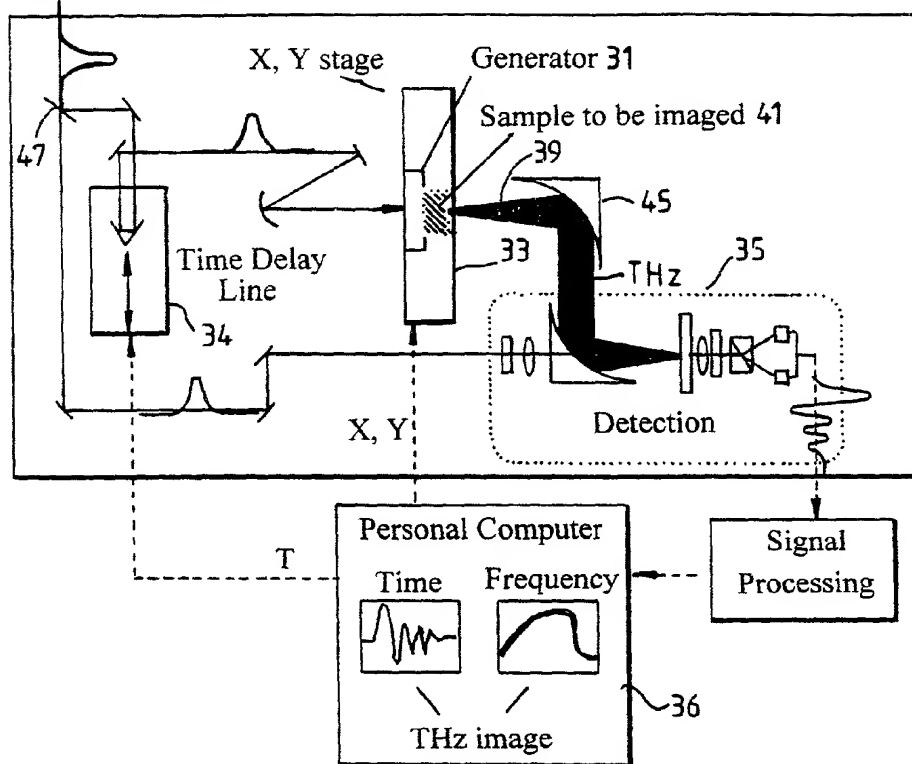 X, Y stage
Generator 31
Sample to be imaged 41
47
39
45
Time Delay
Line
33
THz
35
34
X, Y
Detection
Personal Computer
Signal
Processing
T
Time
Frequency
THz image
36